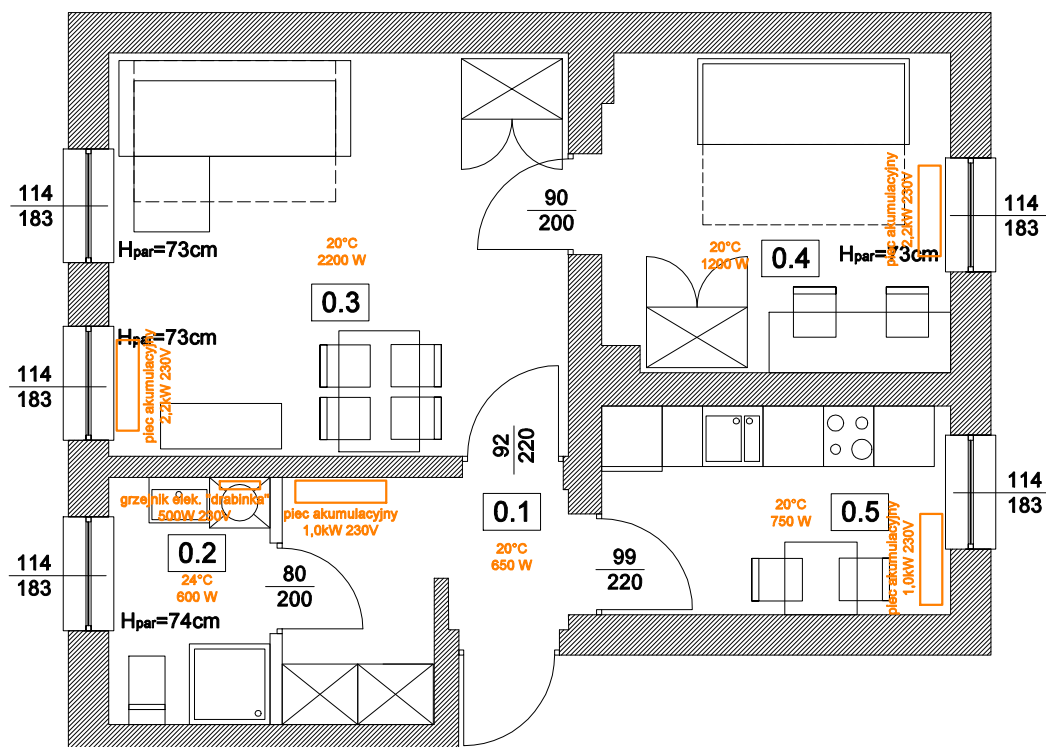 114
183
Hpar=73cm
20°C
2200 W
0.3
90
200
20°C
1200 W
0.4
Hpar=73cm
piec akumulacyjny
2,2kW 230V
114
183
114
183
Hpar=73cm
piec akumulacyjny
2,2kW 230V
92
220
grzejnik elek. "drabinka"
500W 230V
piec akumulacyjny
1,0kW 230V
0.1
20°C
650 W
20°C
750 W
0.5
piec akumulacyjny
1,0kW 230V
114
183
99
220
114
183
0.2
24°C
600 W
Hpar=74cm
80
200